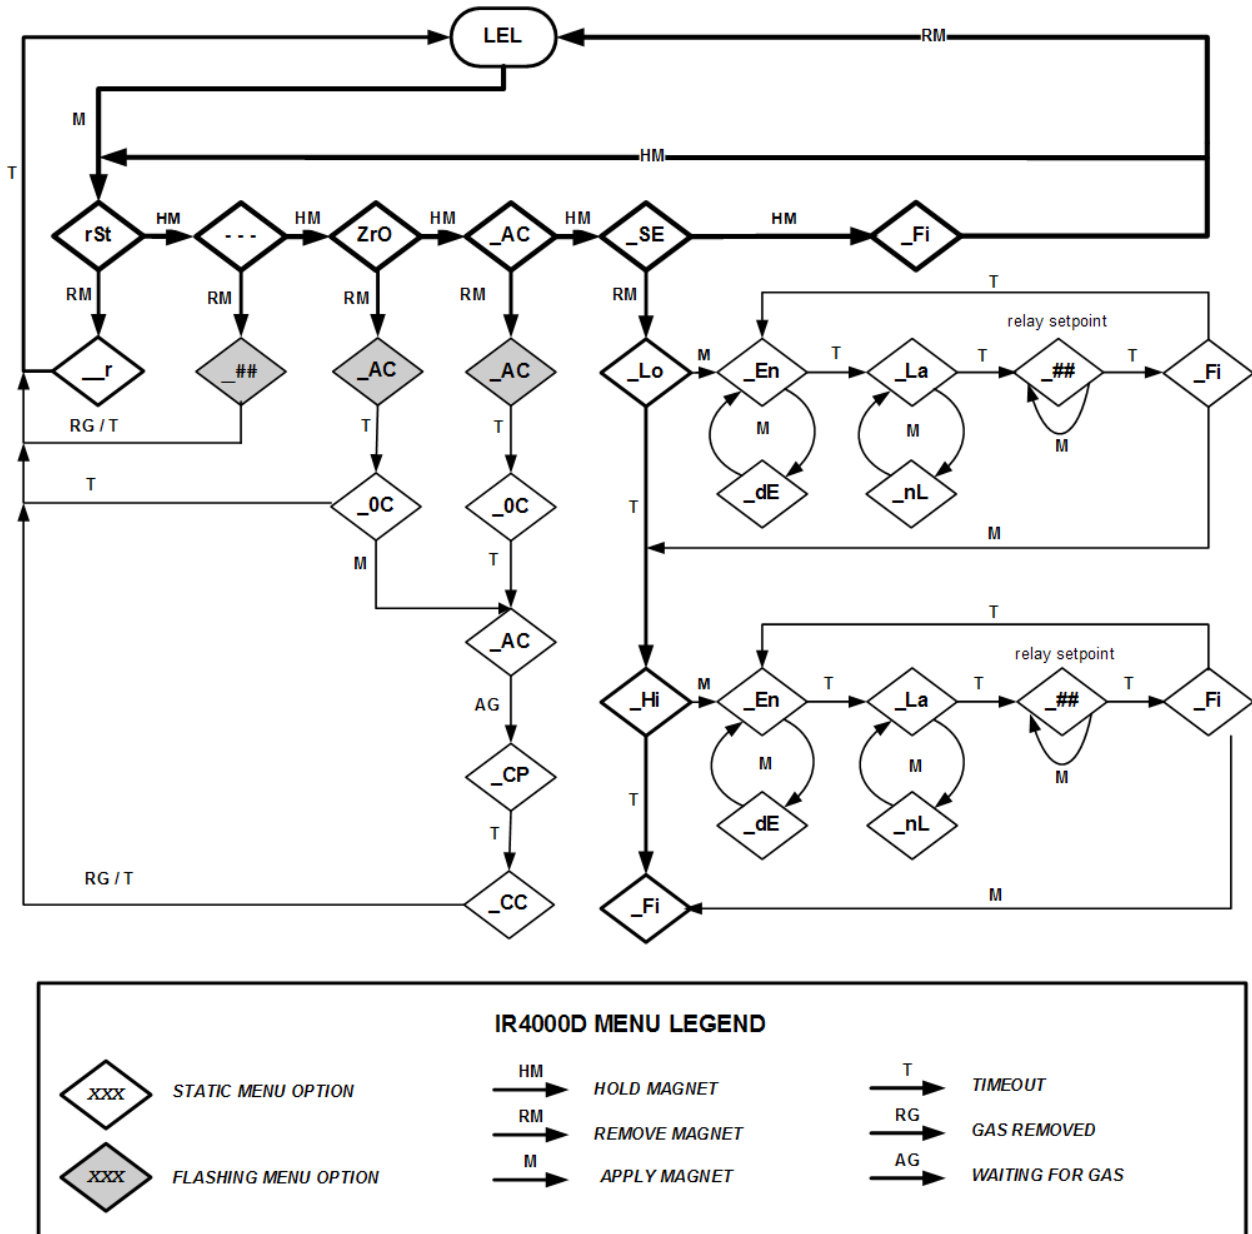 LEL
RM
M
T
HM
rSt
HM
- - -
HM
ZrO
HM
_AC
HM
_SE
HM
_Fi
RM
RM
RM
RM
RM
T
relay setpoint
__r
_##
_AC
_AC
_Lo
M
_En
T
_La
T
_##
T
_Fi
RG / T
T
T
M
M
M
T
_0C
_0C
T
_dE
_nL
M
T
M
_AC
T
relay setpoint
AG
_Hi
M
_En
T
_La
T
_##
T
_Fi
_CP
M
M
M
T
T
_dE
_nL
RG / T
_CC
_Fi
M
IR4000D MENU LEGEND
xxx STATIC MENU OPTION
HM HOLD MAGNET
T TIMEOUT
RM REMOVE MAGNET
RG GAS REMOVED
xxx FLASHING MENU OPTION
M APPLY MAGNET
AG WAITING FOR GAS